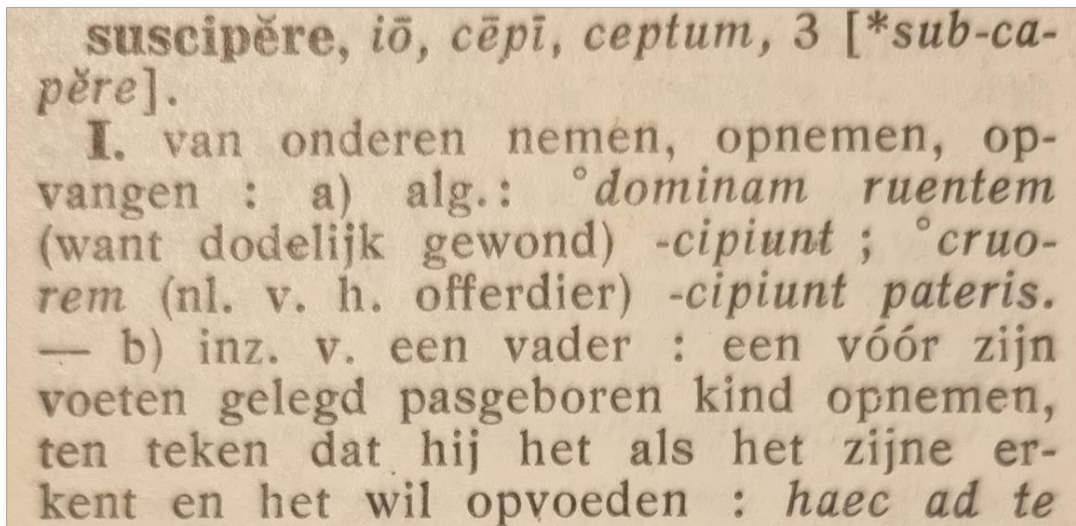 suscipĕre, iō, cēpī, ceptum, 3 [*sub-ca-
pĕre].
I. van onderen nemen, opnemen, op-
vangen : a) alg.: °dominam ruentem
(want dodelijk gewond) -cipiunt ; °cruo-
rem (nl. v. h. offerdier) -cipiunt pateris.
— b) inz. v. een vader : een vóór zijn
voeten gelegd pasgeboren kind opnemen,
ten teken dat hij het als het zijne er-
kent en het wil opvoeden : haec ad te